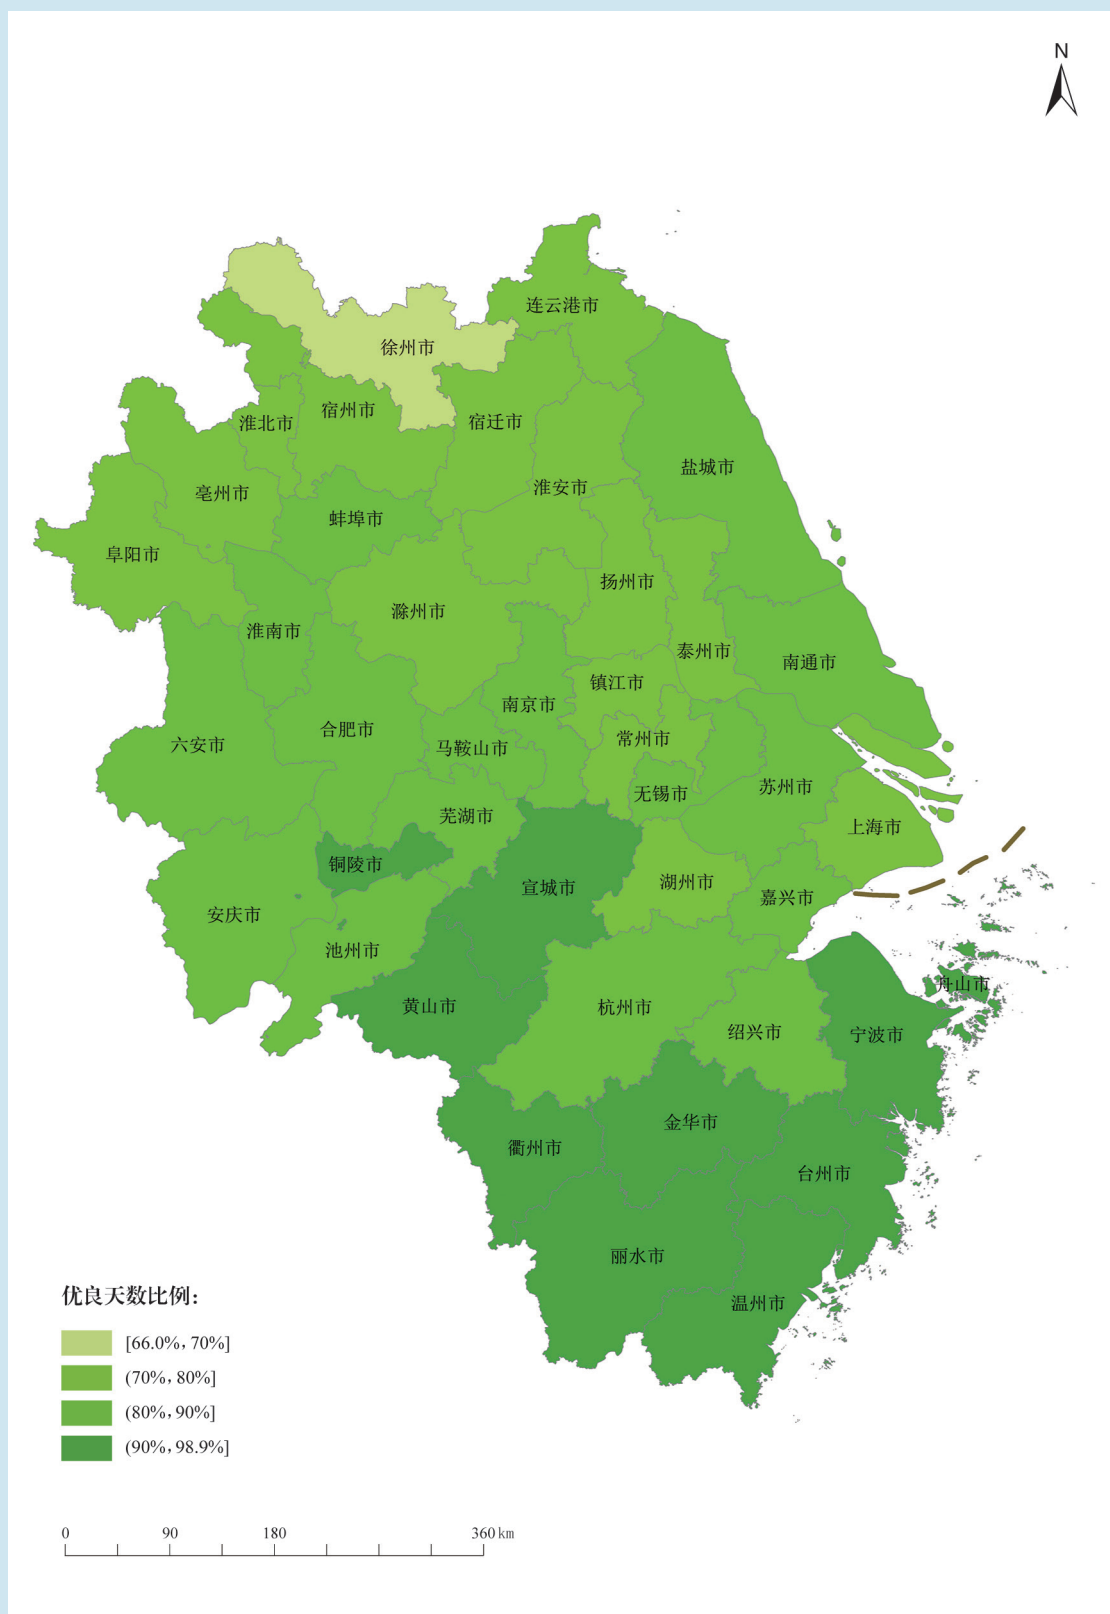 N
连云港市
徐州市
宿州市
淮北市
宿迁市
盐城市
淮安市
亳州市
蚌埠市
阜阳市
扬州市
滁州市
淮南市
泰州市
南通市
镇江市
南京市
合肥市
常州市
六安市
马鞍山市
苏州市
无锡市
芜湖市
上海市
铜陵市
湖州市
宣城市
嘉兴市
安庆市
池州市
舟山市
黄山市
杭州市
绍兴市
宁波市
金华市
衢州市
台州市
丽水市
温州市
优良天数比例：
[66.0%，70%]
(70%，80%]
(80%，90%]
(90%，98.9%]
0 90 180 360 km